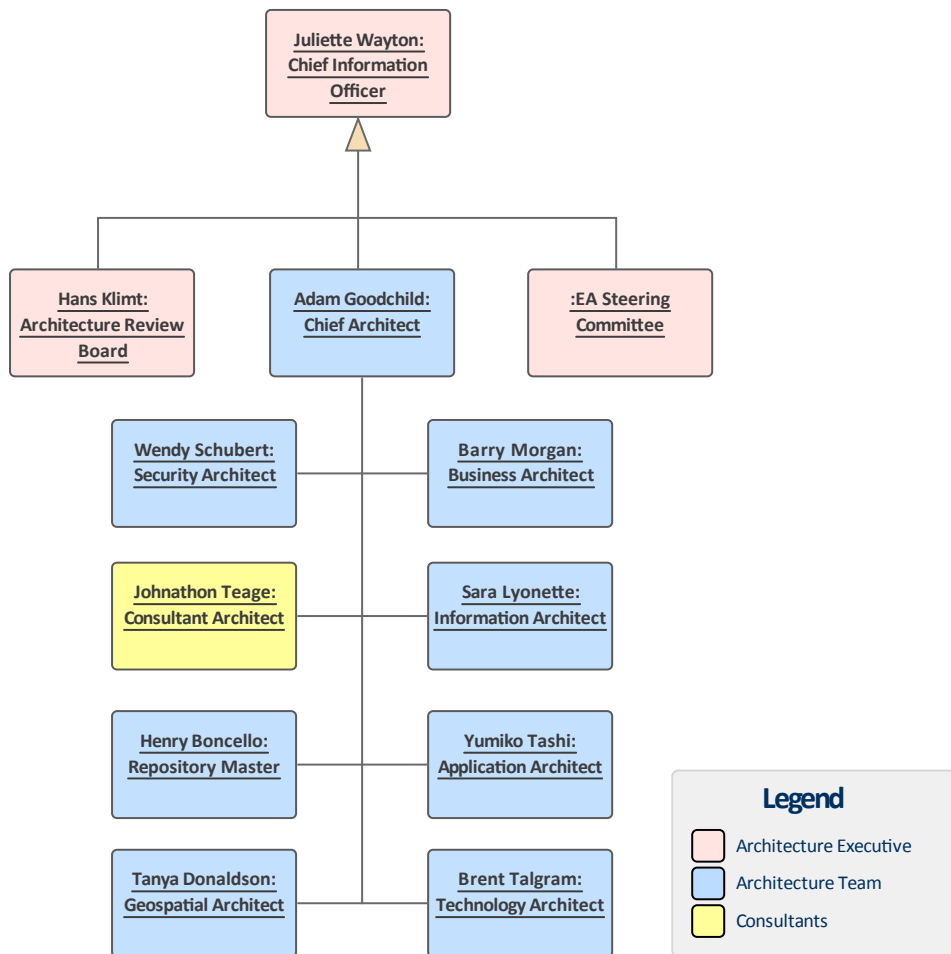 Juliette Wayton:
Chief Information
Officer
Hans Klimt:
Architecture Review
Board
Adam Goodchild:
Chief Architect
:EA Steering
Committee
Wendy Schubert:
Security Architect
Barry Morgan:
Business Architect
Johnathon Teage:
Consultant Architect
Sara Lyonette:
Information Architect
Henry Boncello:
Repository Master
Yumiko Tashi:
Application Architect
Tanya Donaldson:
Geospatial Architect
Brent Talgram:
Technology Architect
Legend
Architecture Executive
Architecture Team
Consultants